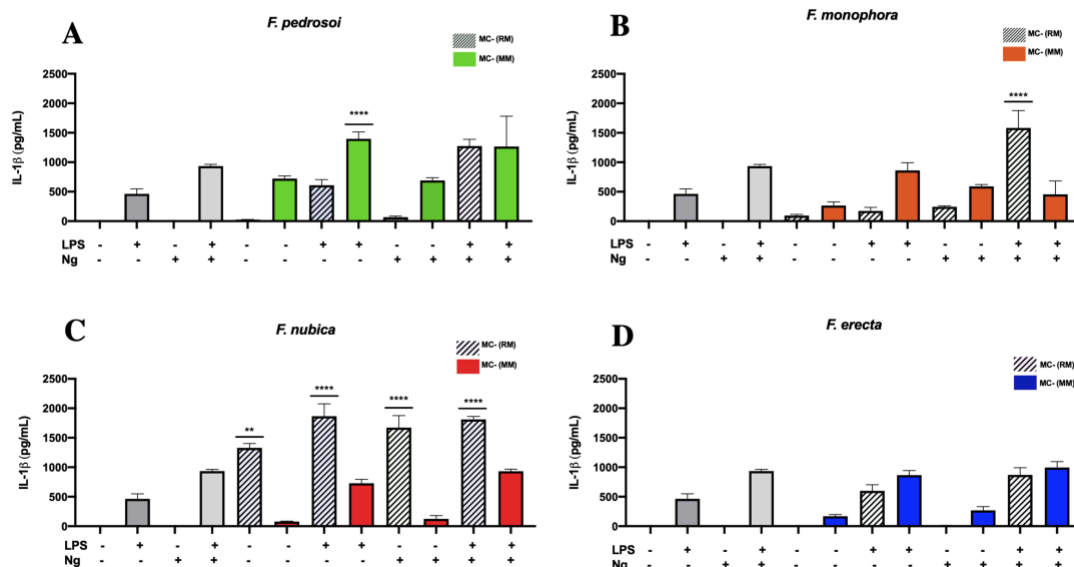 A
F. pedrosoi
MC- (RM)
MC- (MM)
IL-1β (pg/mL)
2500
2000
1500
1000
500
0
****
LPS - + - + - - + + - - + +
Ng - - + + - - - - + + + +
B
F. monophora
MC- (RM)
MC- (MM)
IL-1β (pg/mL)
2500
2000
1500
1000
500
0
****
LPS - + - + - - + + - - + +
Ng - - + + - - - - + + + +
C
F. nubica
MC- (RM)
MC- (MM)
IL-1β (pg/mL)
2500
2000
1500
1000
500
0
** **** **** ****
LPS - + - + - - + + - - + +
Ng - - + + - - - - + + + +
D
F. erecta
MC- (RM)
MC- (MM)
IL-1β (pg/mL)
2500
2000
1500
1000
500
0
LPS - + - + - - + + - - + +
Ng - - + + - - - - + + + +